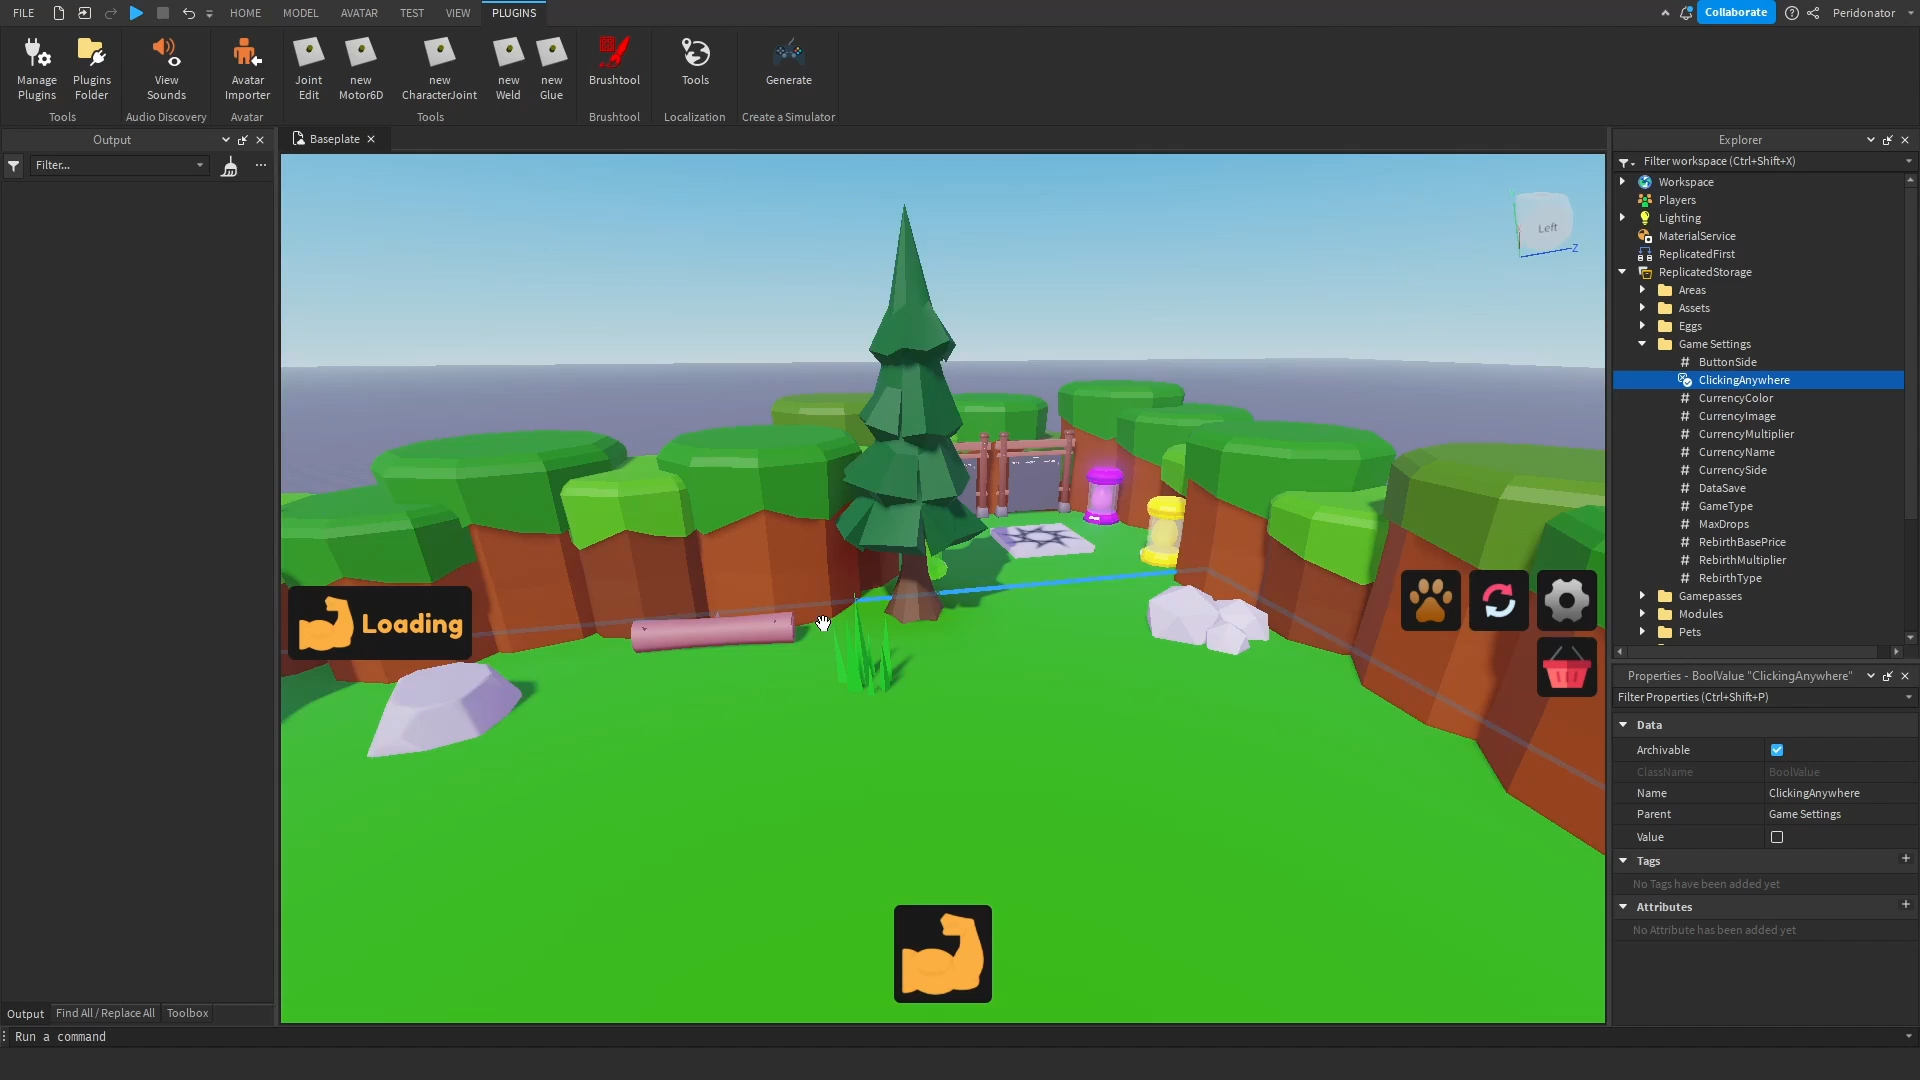 FILE HOME MODEL AVATAR TEST VIEW PLUGINS Collaborate Peridonator
Manage Plugins
Plugins Folder
View Sounds
Avatar Importer
Joint Edit
new Motor6D
new CharacterJoint
new Weld
new Glue
Brushtool
Tools
Generate
Tools Audio Discovery Avatar Tools Brushtool Localization Create a Simulator
Output
Filter...
Baseplate
Left
Z
Loading
Explorer
Filter workspace (Ctrl+Shift+X)
Workspace
Players
Lighting
MaterialService
ReplicatedFirst
ReplicatedStorage
Areas
Assets
Eggs
Game Settings
ButtonSide
ClickingAnywhere
CurrencyColor
CurrencyImage
CurrencyMultiplier
CurrencyName
CurrencySide
DataSave
GameType
MaxDrops
RebirthBasePrice
RebirthMultiplier
RebirthType
Gamepasses
Modules
Pets
Properties - BoolValue "ClickingAnywhere"
Filter Properties (Ctrl+Shift+P)
Data
Archivable
ClassName BoolValue
Name ClickingAnywhere
Parent Game Settings
Value
Tags
No Tags have been added yet
Attributes
No Attribute has been added yet
Output Find All / Replace All Toolbox
Run a command